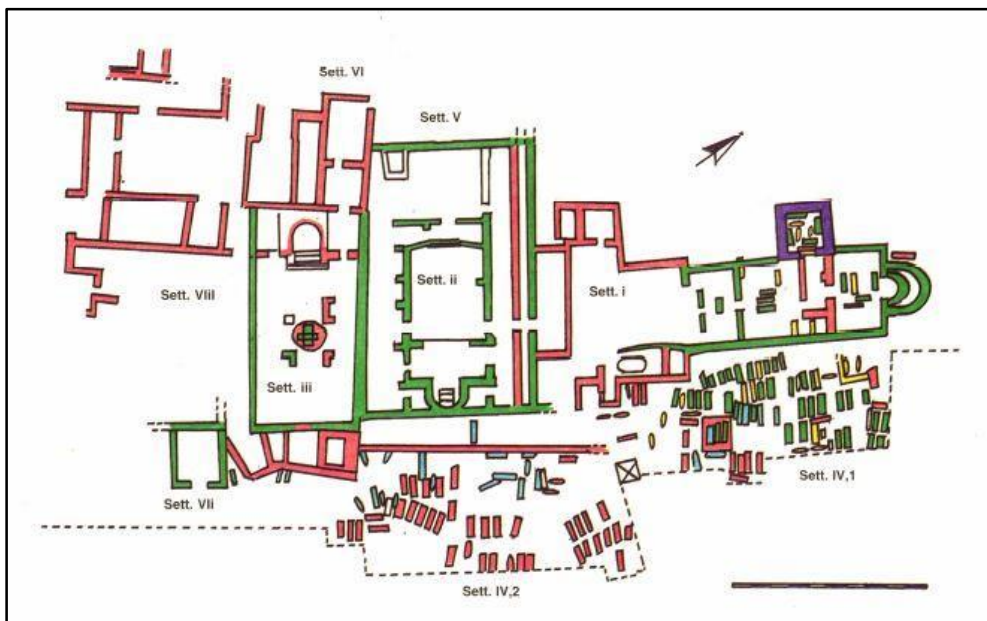 Sett. VI
Sett. V
Sett. VIII
Sett. ii
Sett. i
Sett. iii
Sett. VIi
Sett. IV,1
Sett. IV,2